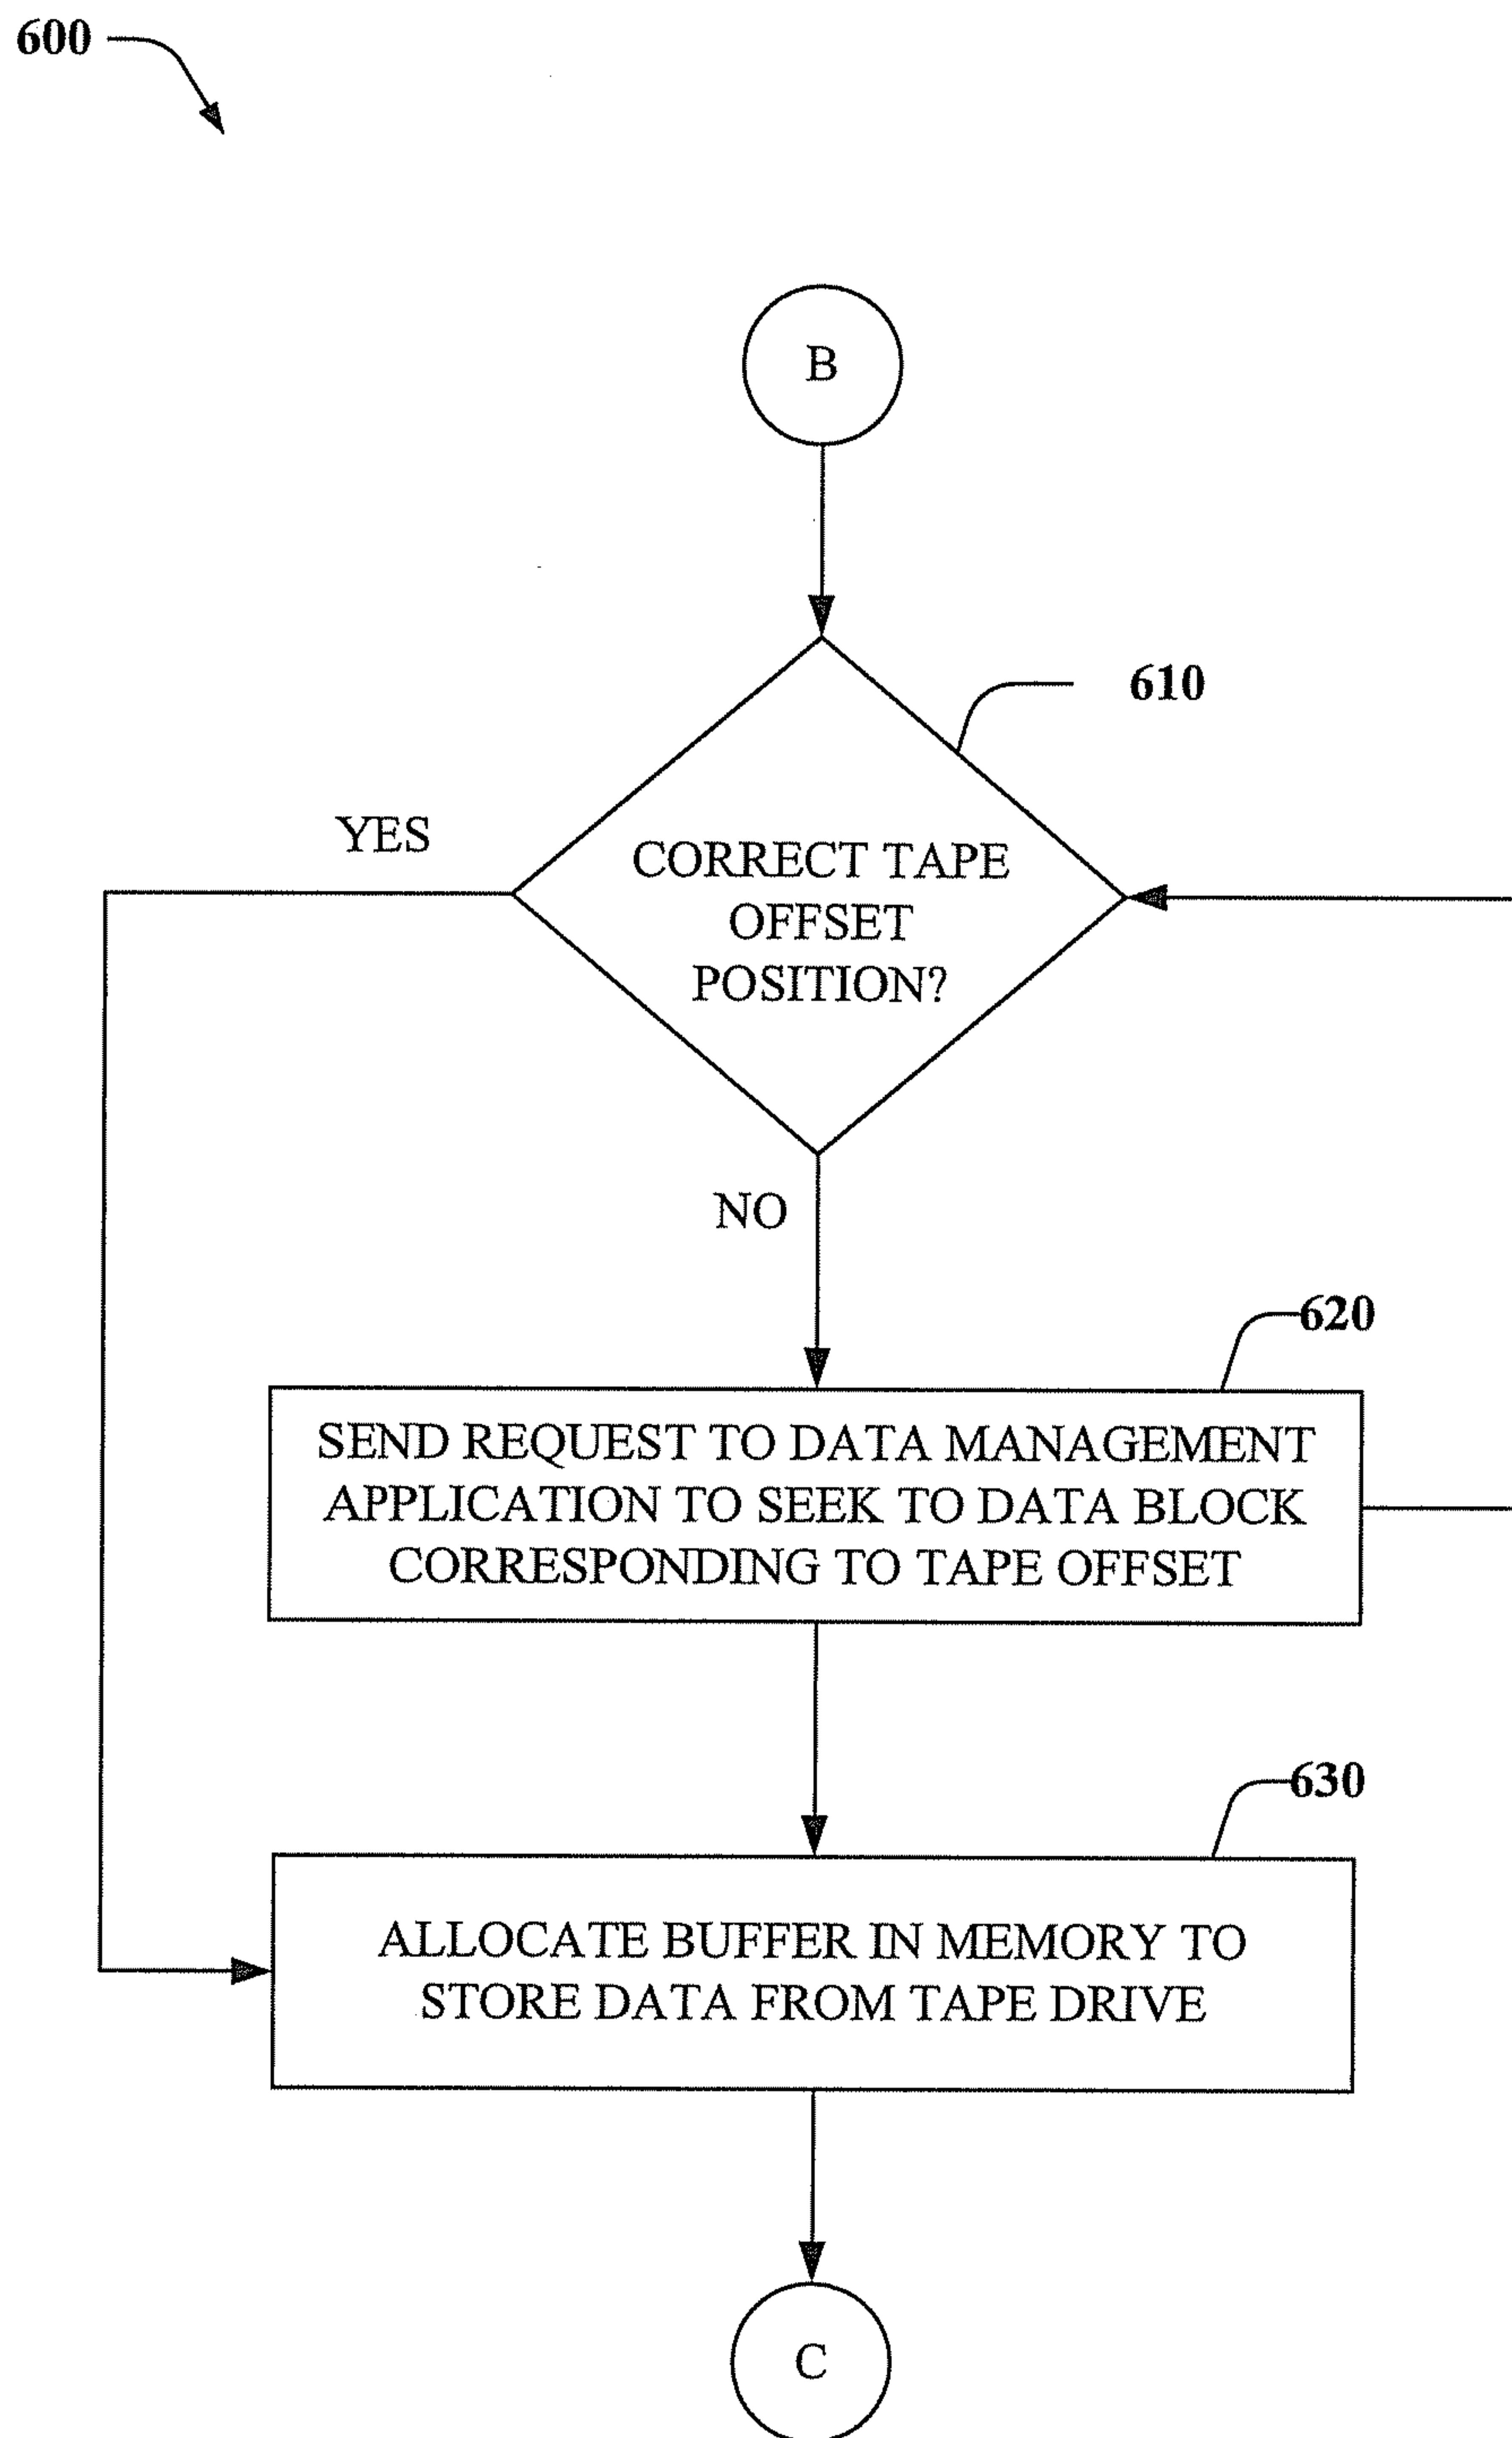 600
B
610
YES
CORRECT TAPE
OFFSET
POSITION?
NO
620
SEND REQUEST TO DATA MANAGEMENT
APPLICATION TO SEEK TO DATA BLOCK
CORRESPONDING TO TAPE OFFSET
630
ALLOCATE BUFFER IN MEMORY TO
STORE DATA FROM TAPE DRIVE
C